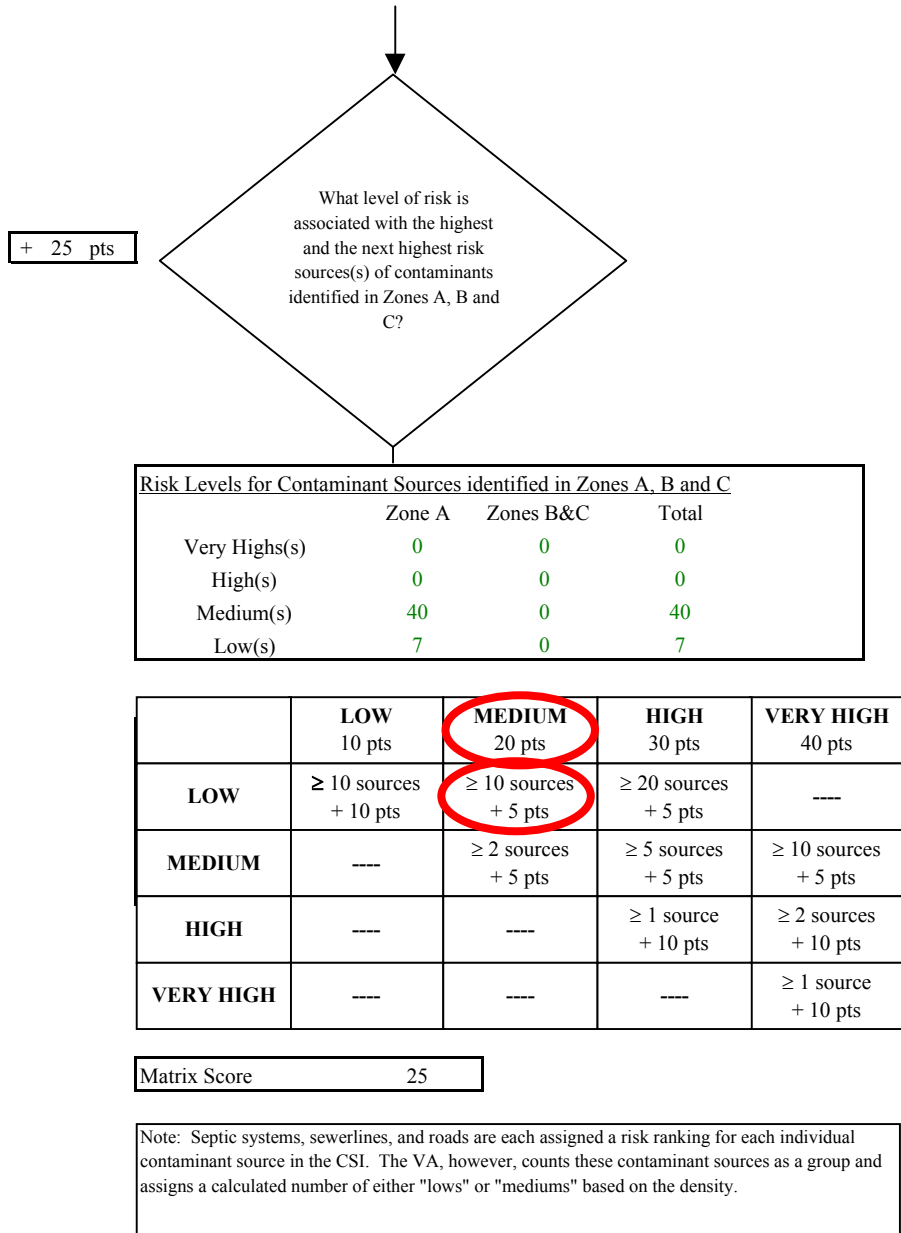 What level of risk is
associated with the highest
and the next highest risk
sources(s) of contaminants
identified in Zones A, B and
C?
+ 25 pts
Risk Levels for Contaminant Sources identified in Zones A, B and C
Zone A Zones B&C Total
Very Highs(s) 0 0 0
High(s) 0 0 0
Medium(s) 40 0 40
Low(s) 7 0 7
LOW MEDIUM HIGH VERY HIGH
10 pts 20 pts 30 pts 40 pts
LOW ≥ 10 sources ≥ 10 sources ≥ 20 sources ----
+ 10 pts + 5 pts + 5 pts
MEDIUM ---- ≥ 2 sources ≥ 5 sources ≥ 10 sources
+ 5 pts + 5 pts + 5 pts
HIGH ---- ---- ≥ 1 source ≥ 2 sources
+ 10 pts + 10 pts
VERY HIGH ---- ---- ---- ≥ 1 source
+ 10 pts
Matrix Score 25
Note: Septic systems, sewerlines, and roads are each assigned a risk ranking for each individual
contaminant source in the CSI. The VA, however, counts these contaminant sources as a group and
assigns a calculated number of either "lows" or "mediums" based on the density.